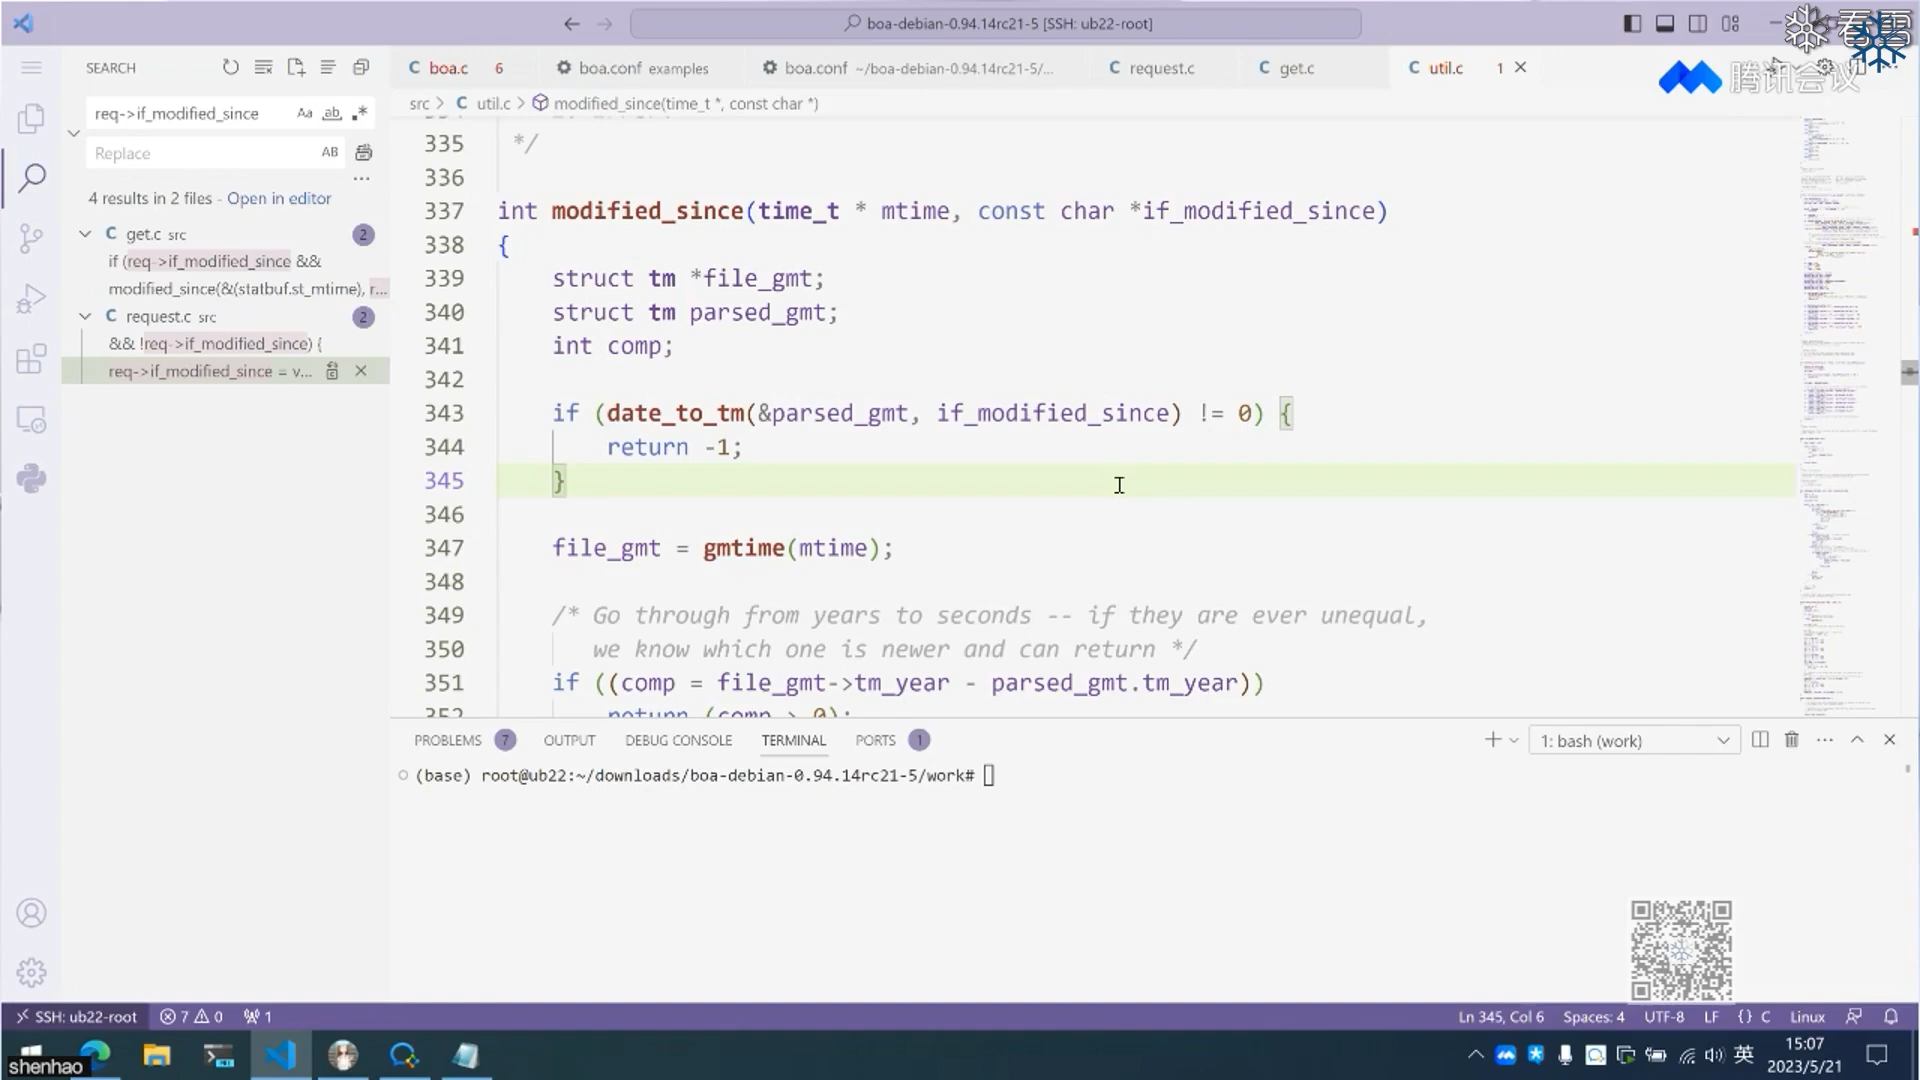 boa-debian-0.94.14rc21-5 [SSH: ub22-root]
看雪
腾讯会议
SEARCH
req->if_modified_since
Aa
ab
.*
Replace
AB
4 results in 2 files - Open in editor
get.c src
2
if (req->if_modified_since &&
modified_since(&(statbuf.st_mtime), r...
request.c src
2
&& !req->if_modified_since) {
req->if_modified_since = v...
C boa.c 6
boa.conf examples
boa.conf ~/boa-debian-0.94.14rc21-5/...
C request.c
C get.c
C util.c 1
src > C util.c > modified_since(time_t *, const char *)
335 */
336
337 int modified_since(time_t * mtime, const char *if_modified_since)
338 {
339 struct tm *file_gmt;
340 struct tm parsed_gmt;
341 int comp;
342
343 if (date_to_tm(&parsed_gmt, if_modified_since) != 0) {
344 return -1;
345 }
346
347 file_gmt = gmtime(mtime);
348
349 /* Go through from years to seconds -- if they are ever unequal,
350 we know which one is newer and can return */
351 if ((comp = file_gmt->tm_year - parsed_gmt.tm_year))
352 return (comp > 0);
PROBLEMS 7
OUTPUT
DEBUG CONSOLE
TERMINAL
PORTS 1
1: bash (work)
(base) root@ub22:~/downloads/boa-debian-0.94.14rc21-5/work#
SSH: ub22-root
7
0
1
Ln 345, Col 6
Spaces: 4
UTF-8
LF
{} C
Linux
shenhao
英
15:07
2023/5/21